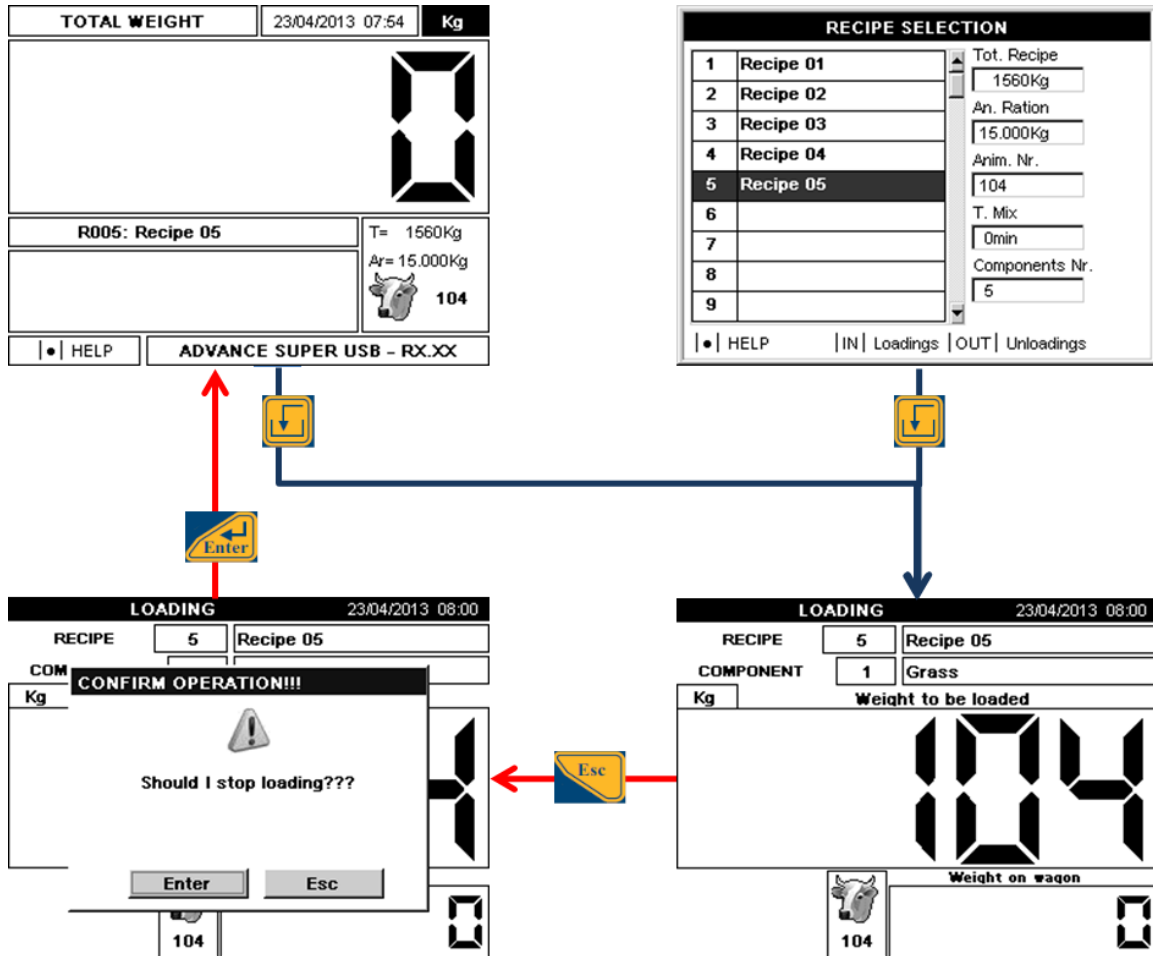 TOTAL WEIGHT 23/04/2013 07:54 Kg
0
R005: Recipe 05
T= 1560Kg
Ar= 15.000Kg
104
|●| HELP ADVANCE SUPER USB - RX.XX
RECIPE SELECTION
1 Recipe 01
2 Recipe 02
3 Recipe 03
4 Recipe 04
5 Recipe 05
6
7
8
9
Tot. Recipe
1560Kg
An. Ration
15.000Kg
Anim. Nr.
104
T. Mix
0min
Components Nr.
5
|●| HELP |IN| Loadings |OUT| Unloadings
Enter
LOADING 23/04/2013 08:00
RECIPE 5 Recipe 05
COM
Kg
CONFIRM OPERATION!!!
Should I stop loading???
Enter Esc
104
0
Esc
LOADING 23/04/2013 08:00
RECIPE 5 Recipe 05
COMPONENT 1 Grass
Kg Weight to be loaded
104
Weight on wagon
104
0